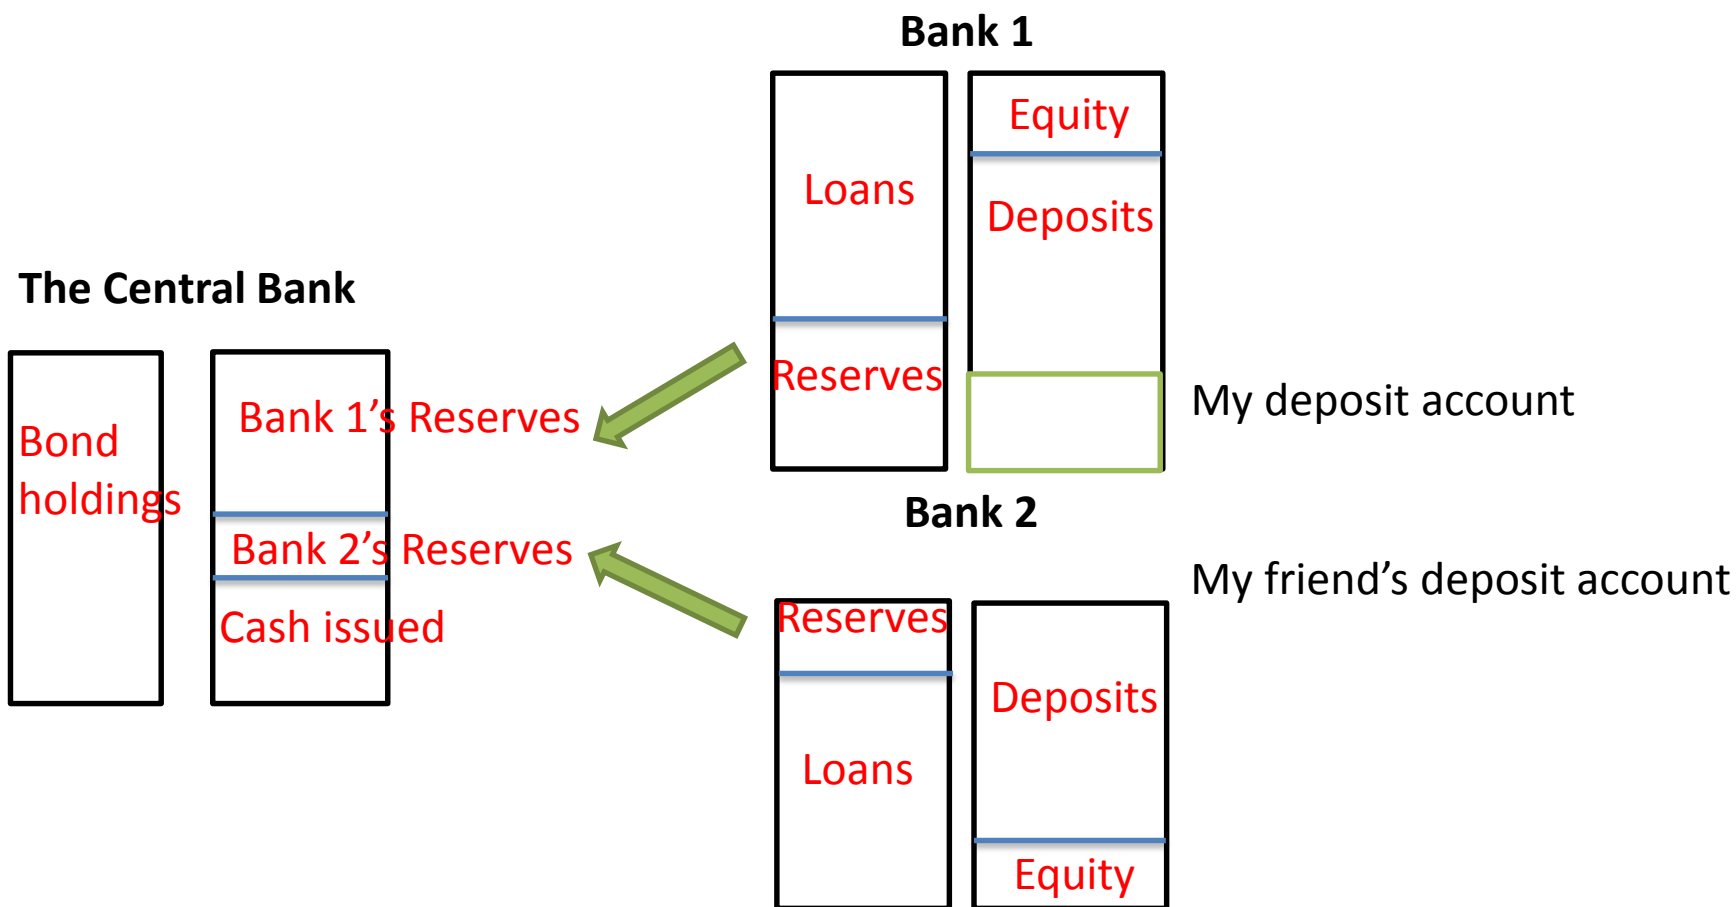 Bank 1
Equity
Loans
Deposits
The Central Bank
Reserves
Bank 1’s Reserves
My deposit account
Bond
holdings
Bank 2
Bank 2’s Reserves
My friend’s deposit account
Cash issued
Reserves
Deposits
Loans
Equity